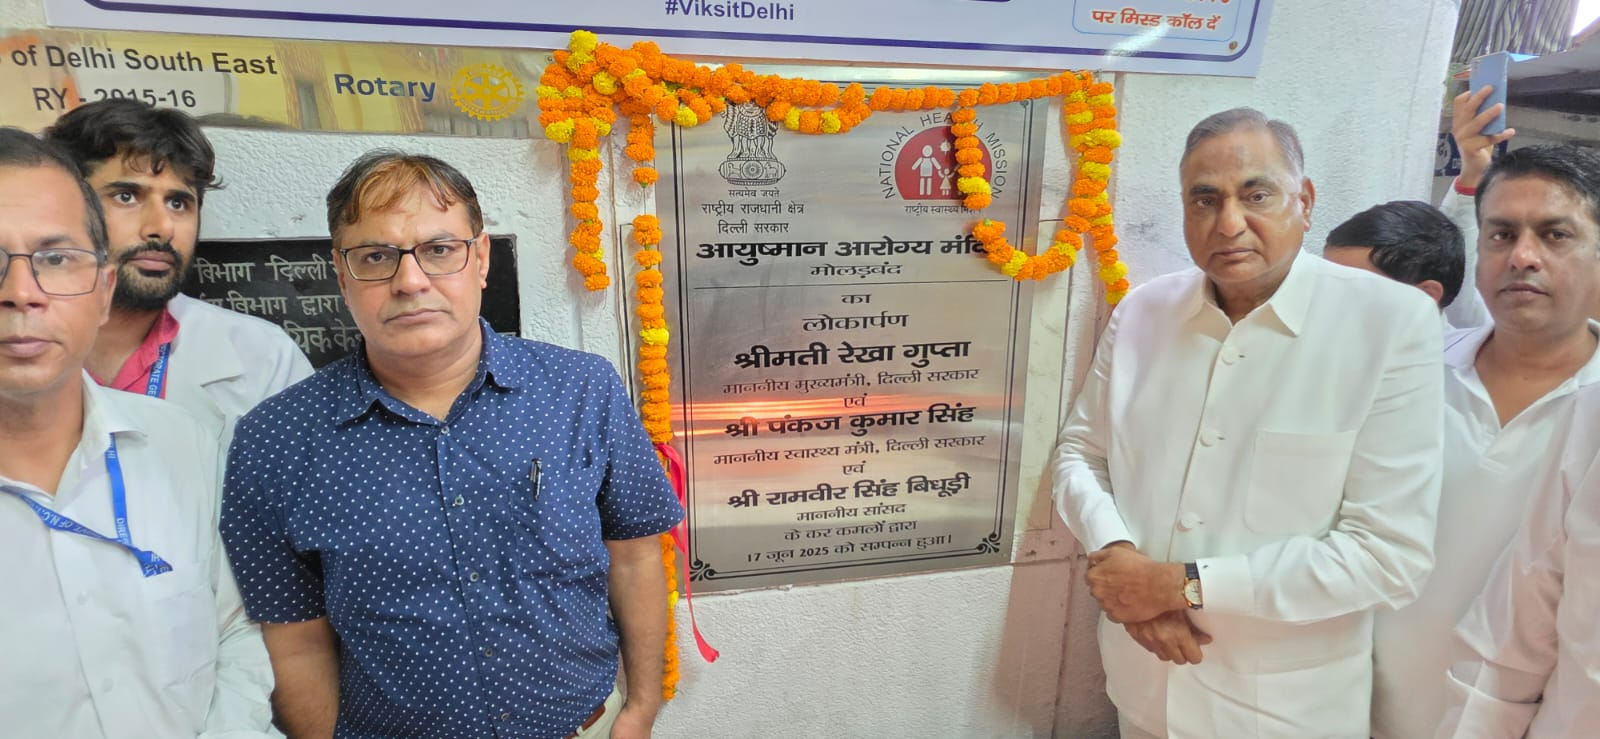 #ViksitDelhi
पर मिस्ड कॉल दें
of Delhi South East
RY - 2015-16
Rotary
विभाग दिल्ली
विभाग द्वारा
सत्यमेव जयते
राष्ट्रीय राजधानी क्षेत्र
दिल्ली सरकार
NATIONAL HEALTH MISSION
राष्ट्रीय स्वास्थ्य
आयुष्मान आरोग्य
मोलड़बंद
का
लोकार्पण
श्रीमती रेखा गुप्ता
माननीय मुख्यमंत्री, दिल्ली सरकार
एवं
श्री पंकज कुमार सिंह
माननीय स्वास्थ्य मंत्री, दिल्ली सरकार
एवं
श्री रामवीर सिंह बिधूड़ी
माननीय सांसद
के कर कमलों द्वारा
17 जून 2025 को सम्पन्न हुआ।